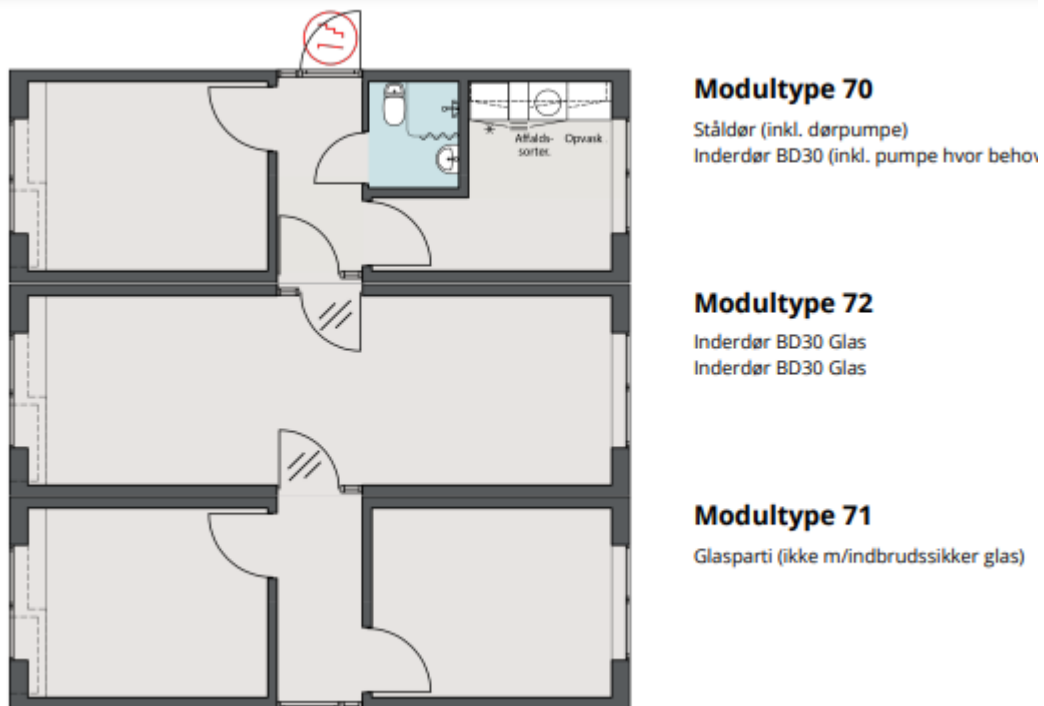 Modultype 70
Ståldør (inkl. dørpumpe)
Inderdør BD30 (inkl. pumpe hvor behov
Affalds-
sorter.
Opvask
Modultype 72
Inderdør BD30 Glas
Inderdør BD30 Glas
Modultype 71
Glasparti (ikke m/indbrudssikker glas)